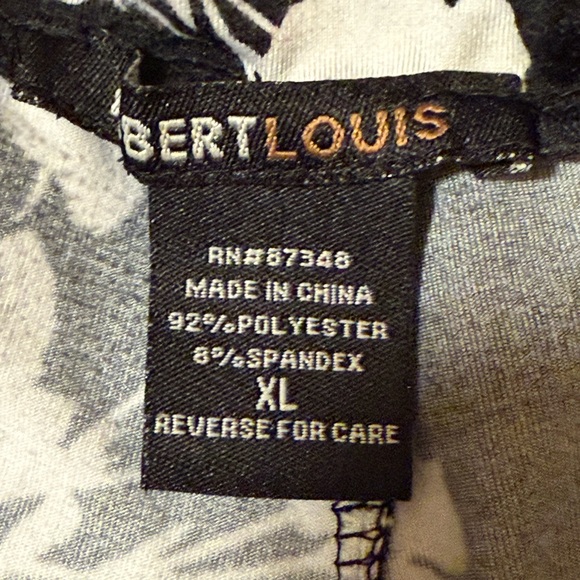 BERTLOUIS
RN#87348
MADE IN CHINA
92%POLYESTER
8%SPANDEX
XL
REVERSE FOR CARE